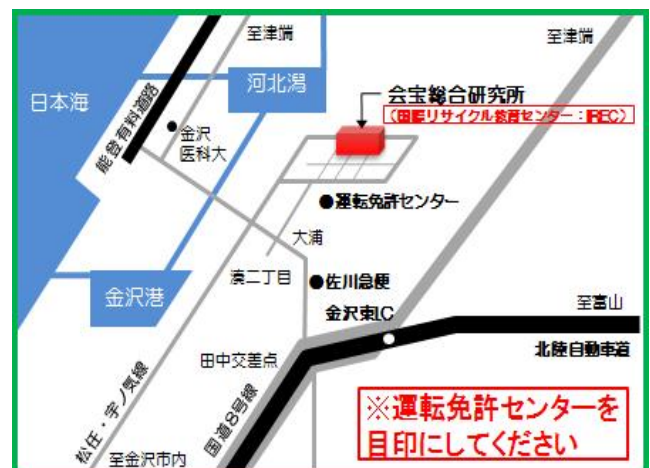 至津端
至津端
日本海
河北潟
能登有料道路
会宝総合研究所
(国際リサイクル教育センター:IREC)
●金沢
医科大
●運転免許センター
大浦
湊二丁目
●佐川急便
金沢港
金沢東I.C
至富山
田中交差点
北陸自動車道
松任・宇ノ気線
国道8号線
至金沢市内
※運転免許センターを
目印にしてください